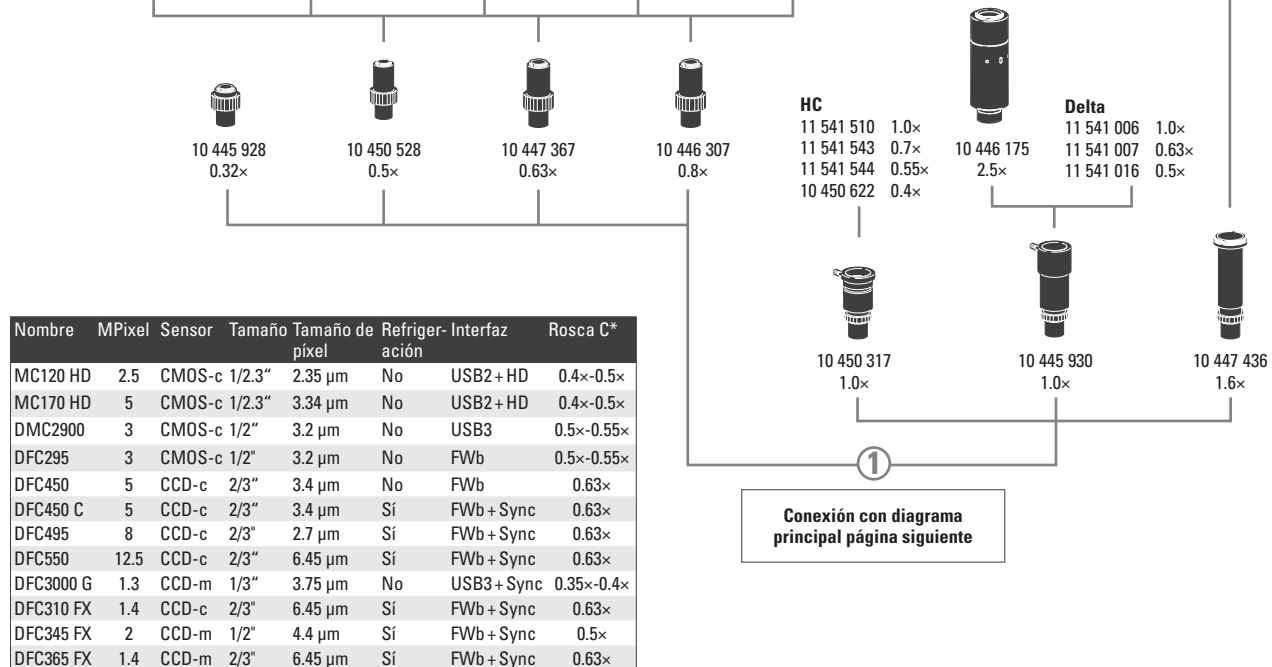 10 445 928
0.32×
10 450 528
0.5×
10 447 367
0.63×
10 446 307
0.8×
HC
11 541 510 1.0×
11 541 543 0.7×
11 541 544 0.55×
10 450 622 0.4×
10 446 175
2.5×
Delta
11 541 006 1.0×
11 541 007 0.63×
11 541 016 0.5×
10 450 317
1.0×
10 445 930
1.0×
10 447 436
1.6×
1
Conexión con diagrama
principal página siguiente
Nombre MPixel Sensor Tamaño Tamaño de Refriger- Interfaz Rosca C*
píxel ación
MC120 HD 2.5 CMOS-c 1/2.3“ 2.35 µm No USB2 + HD 0.4×-0.5×
MC170 HD 5 CMOS-c 1/2.3“ 3.34 µm No USB2 + HD 0.4×-0.5×
DMC2900 3 CMOS-c 1/2“ 3.2 µm No USB3 0.5×-0.55×
DFC295 3 CMOS-c 1/2" 3.2 µm No FWb 0.5×-0.55×
DFC450 5 CCD-c 2/3“ 3.4 µm No FWb 0.63×
DFC450 C 5 CCD-c 2/3“ 3.4 µm Sí FWb + Sync 0.63×
DFC495 8 CCD-c 2/3" 2.7 µm Sí FWb + Sync 0.63×
DFC550 12.5 CCD-c 2/3“ 6.45 µm Sí FWb + Sync 0.63×
DFC3000 G 1.3 CCD-m 1/3“ 3.75 µm No USB3 + Sync 0.35×-0.4×
DFC310 FX 1.4 CCD-c 2/3" 6.45 µm Sí FWb + Sync 0.63×
DFC345 FX 2 CCD-m 1/2" 4.4 µm Sí FWb + Sync 0.5×
DFC365 FX 1.4 CCD-m 2/3" 6.45 µm Sí FWb + Sync 0.63×